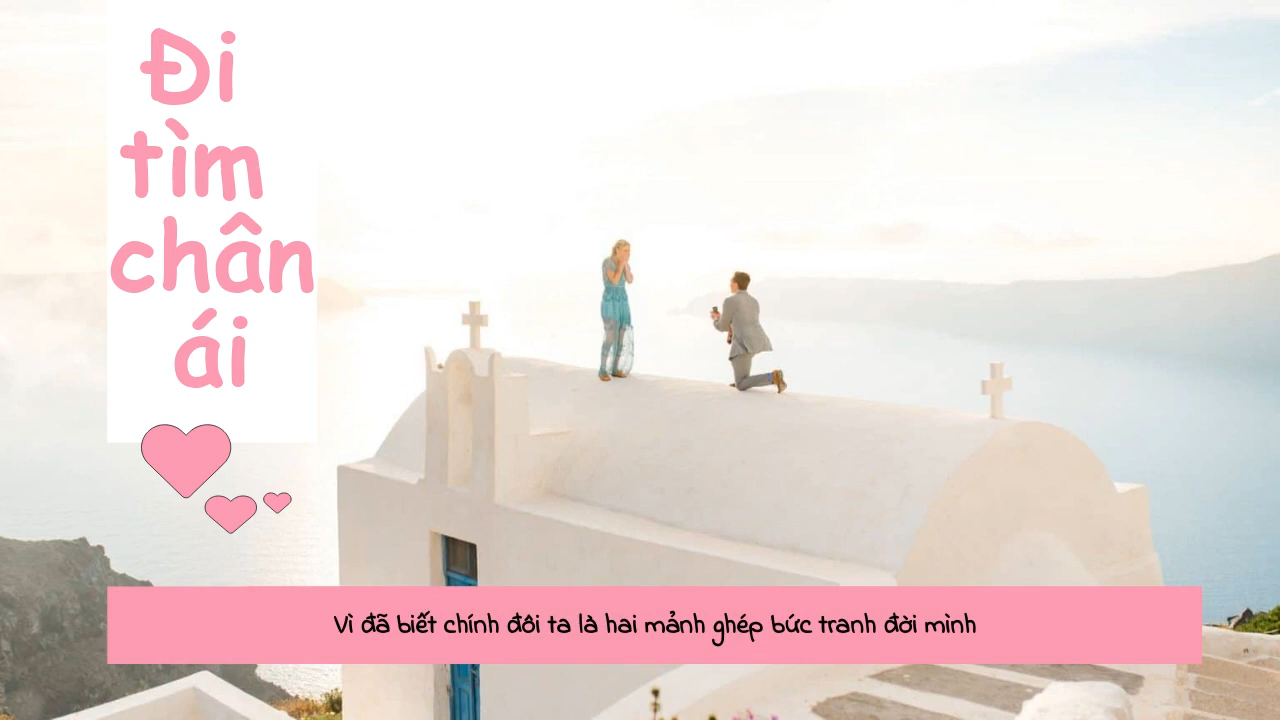 Đi
tìm
chân
ái
Vì đã biết chính đôi ta là hai mảnh ghép bức tranh đời mình